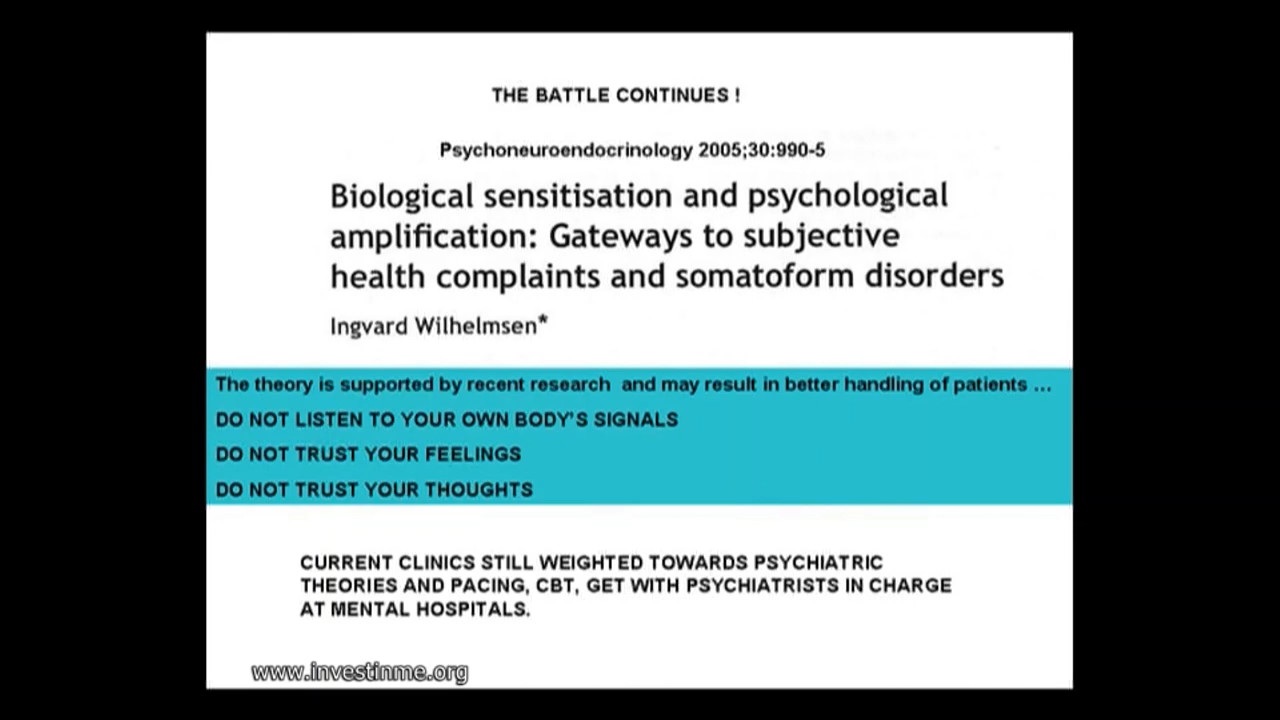 THE BATTLE CONTINUES !
Psychoneuroendocrinology 2005;30:990-5
Biological sensitisation and psychological
amplification: Gateways to subjective
health complaints and somatoform disorders
Ingvard Wilhelmsen*
The theory is supported by recent research and may result in better handling of patients ...
DO NOT LISTEN TO YOUR OWN BODY'S SIGNALS
DO NOT TRUST YOUR FEELINGS
DO NOT TRUST YOUR THOUGHTS
CURRENT CLINICS STILL WEIGHTED TOWARDS PSYCHIATRIC
THEORIES AND PACING, CBT, GET WITH PSYCHIATRISTS IN CHARGE
AT MENTAL HOSPITALS.
www.investinme.org